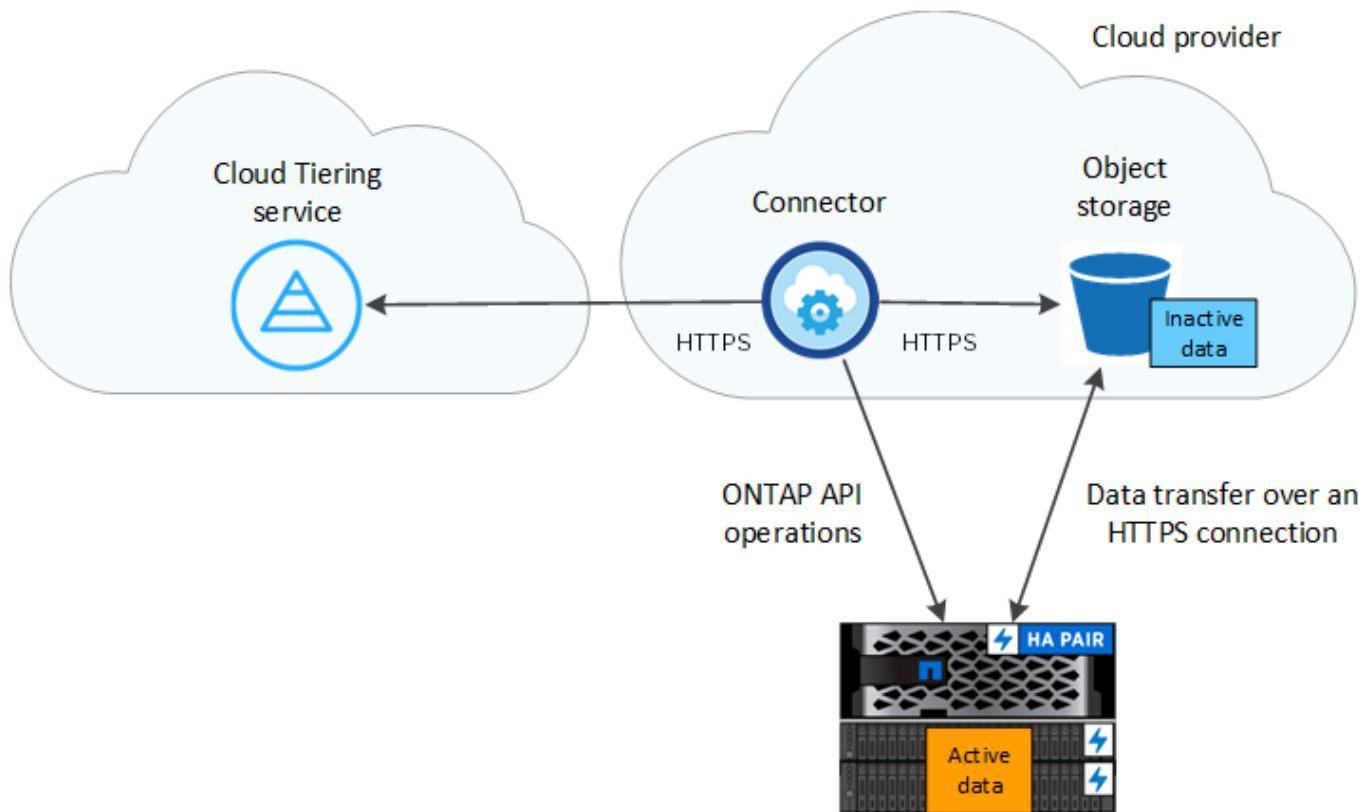 Cloud provider
Cloud Tiering
service
Connector
Object
storage
HTTPS
HTTPS
Inactive
data
ONTAP API
operations
Data transfer over an
HTTPS connection
HA PAIR
Active
data